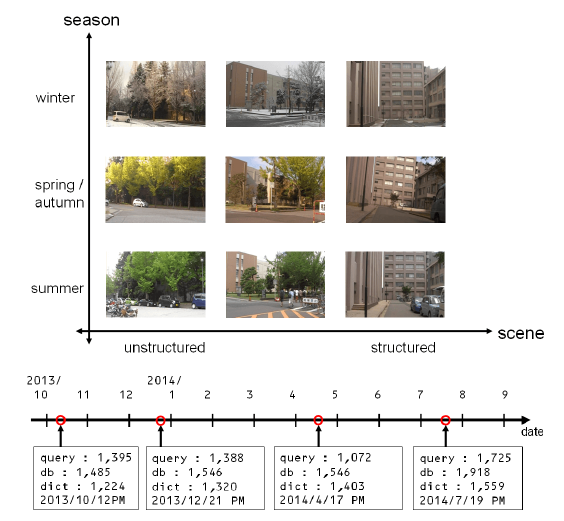 season
winter
spring /
autumn
summer
scene
unstructured
structured
2013/
2014/
10 11 12 1 2 3 4 5 6 7 8 9
date
query : 1,395
db : 1,485
dict : 1,224
2013/10/12PM
query : 1,388
db : 1,546
dict : 1,320
2013/12/21 PM
query : 1,072
db : 1,546
dict : 1,403
2014/4/17 PM
query : 1,725
db : 1,918
dict : 1,559
2014/7/19 PM